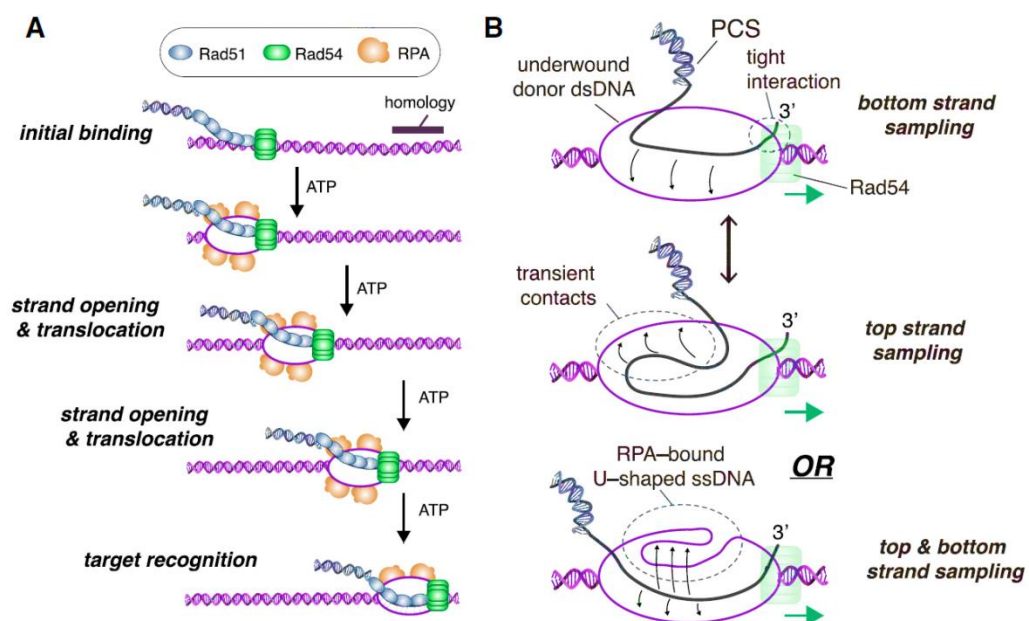 A
Rad51 Rad54 RPA
homology
initial binding
ATP
ATP
strand opening
& translocation
ATP
strand opening
& translocation
ATP
target recognition
B
PCS
underwound
donor dsDNA
tight
interaction
3'
bottom strand
sampling
Rad54
transient
contacts
3'
top strand
sampling
OR
RPA–bound
U–shaped ssDNA
3'
top & bottom
strand sampling